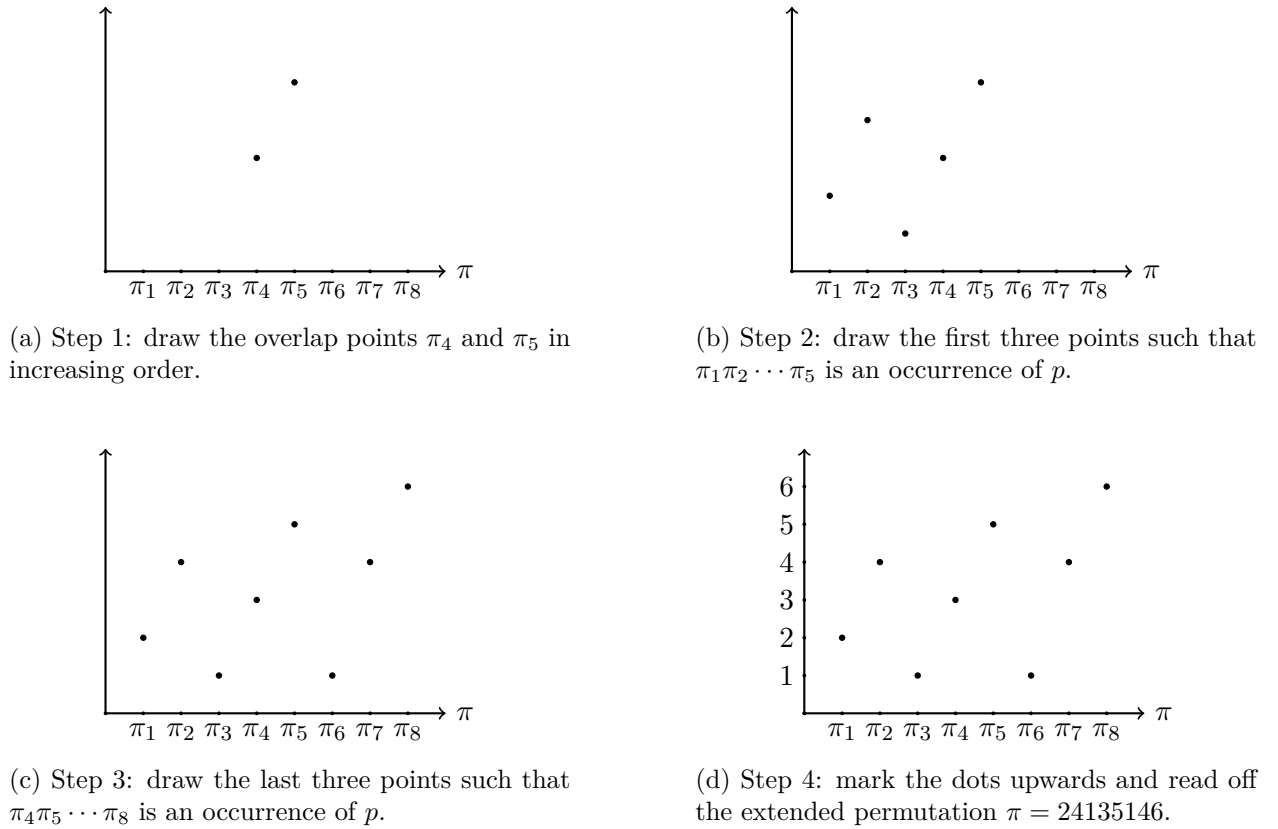 π
π₁ π₂ π₃ π₄ π₅ π₆ π₇ π₈
(a) Step 1: draw the overlap points π₄ and π₅ in
increasing order.
π
π₁ π₂ π₃ π₄ π₅ π₆ π₇ π₈
(b) Step 2: draw the first three points such that
π₁π₂ ··· π₅ is an occurrence of p.
π
π₁ π₂ π₃ π₄ π₅ π₆ π₇ π₈
(c) Step 3: draw the last three points such that
π₄π₅ ··· π₈ is an occurrence of p.
6
5
4
3
2
1
π
π₁ π₂ π₃ π₄ π₅ π₆ π₇ π₈
(d) Step 4: mark the dots upwards and read off
the extended permutation π = 24135146.